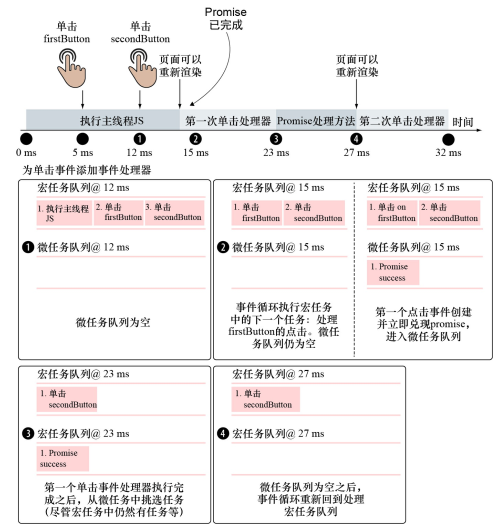 Promise
已完成
单击
firstButton
单击
secondButton
页面可以
重新渲染
页面可以
重新渲染
执行主线程JS
第一次单击处理器
Promise处理方法
第二次单击处理器
时间
1
2
3
4
0 ms
5 ms
12 ms
15 ms
23 ms
27 ms
32 ms
为单击事件添加事件处理器
宏任务队列@ 12 ms
1. 执行主线程
JS
2. 单击
firstButton
3. 单击
secondButton
1 微任务队列@ 12 ms
微任务队列为空
宏任务队列@ 15 ms
1. 单击
firstButton
2. 单击
secondButton
2 微任务队列@ 15 ms
事件循环执行宏任务
中的下一个任务：处理
firstButton的点击。微任
务队列仍为空
宏任务队列@ 15 ms
1. 单击 on
firstButton
2. 单击
secondButton
微任务队列@ 15 ms
1. Promise
success
第一个点击事件创建
并立即兑现promise，
进入微任务队列
宏任务队列@ 23 ms
1. 单击
secondButton
3 宏任务队列@ 23 ms
1. Promise
success
第一个单击事件处理器执行完
成之后，从微任务中挑选任务
(尽管宏任务中仍然有任务等)
宏任务队列@ 27 ms
1. 单击
secondButton
4 宏任务队列@ 27 ms
微任务队列为空之后，
事件循环重新回到处理
宏任务队列